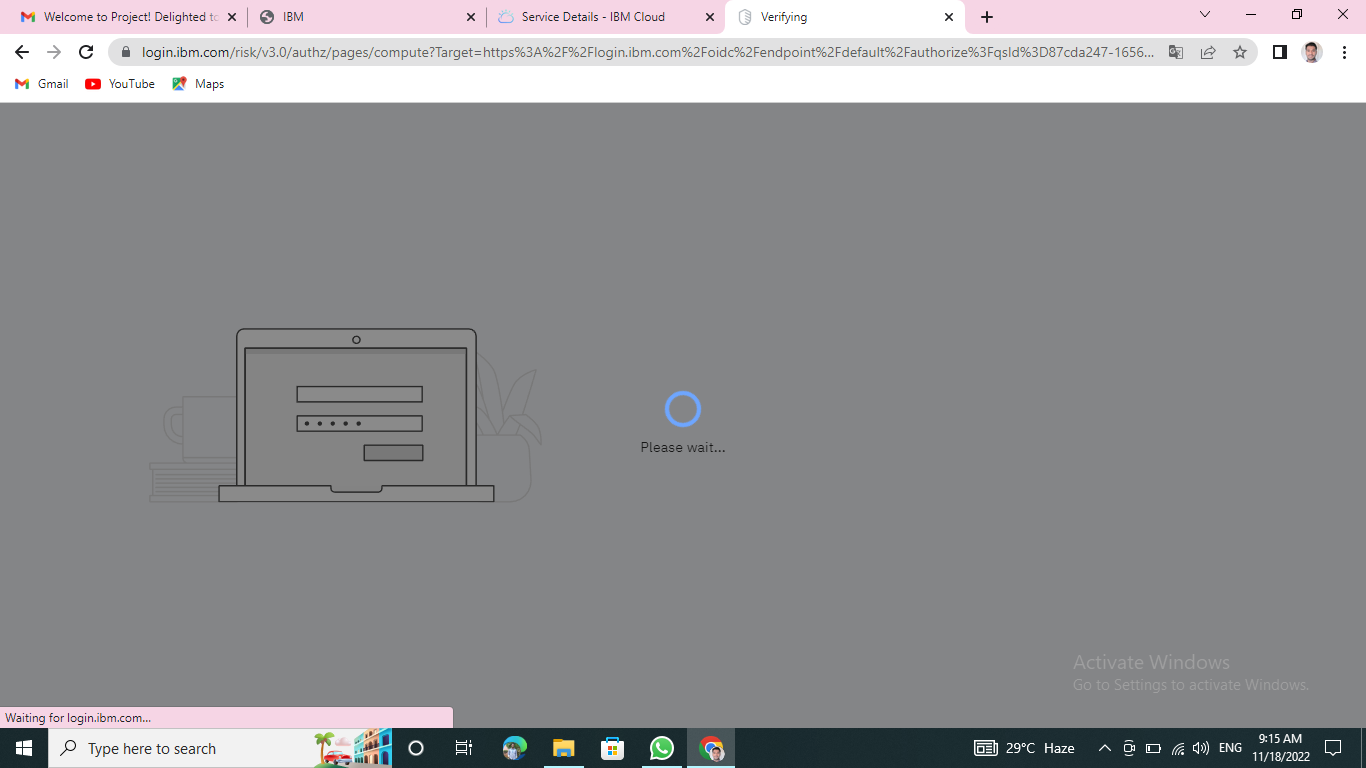 Welcome to Project! Delighted to
IBM
Service Details - IBM Cloud
Verifying
login.ibm.com/risk/v3.0/authz/pages/compute?Target=https%3A%2F%2Flogin.ibm.com%2Foidc%2Fendpoint%2Fdefault%2Fauthorize%3FqsId%3D87cda247-1656...
Gmail
YouTube
Maps
Please wait...
Activate Windows
Go to Settings to activate Windows.
Waiting for login.ibm.com...
Type here to search
29°C Haze
ENG
9:15 AM
11/18/2022